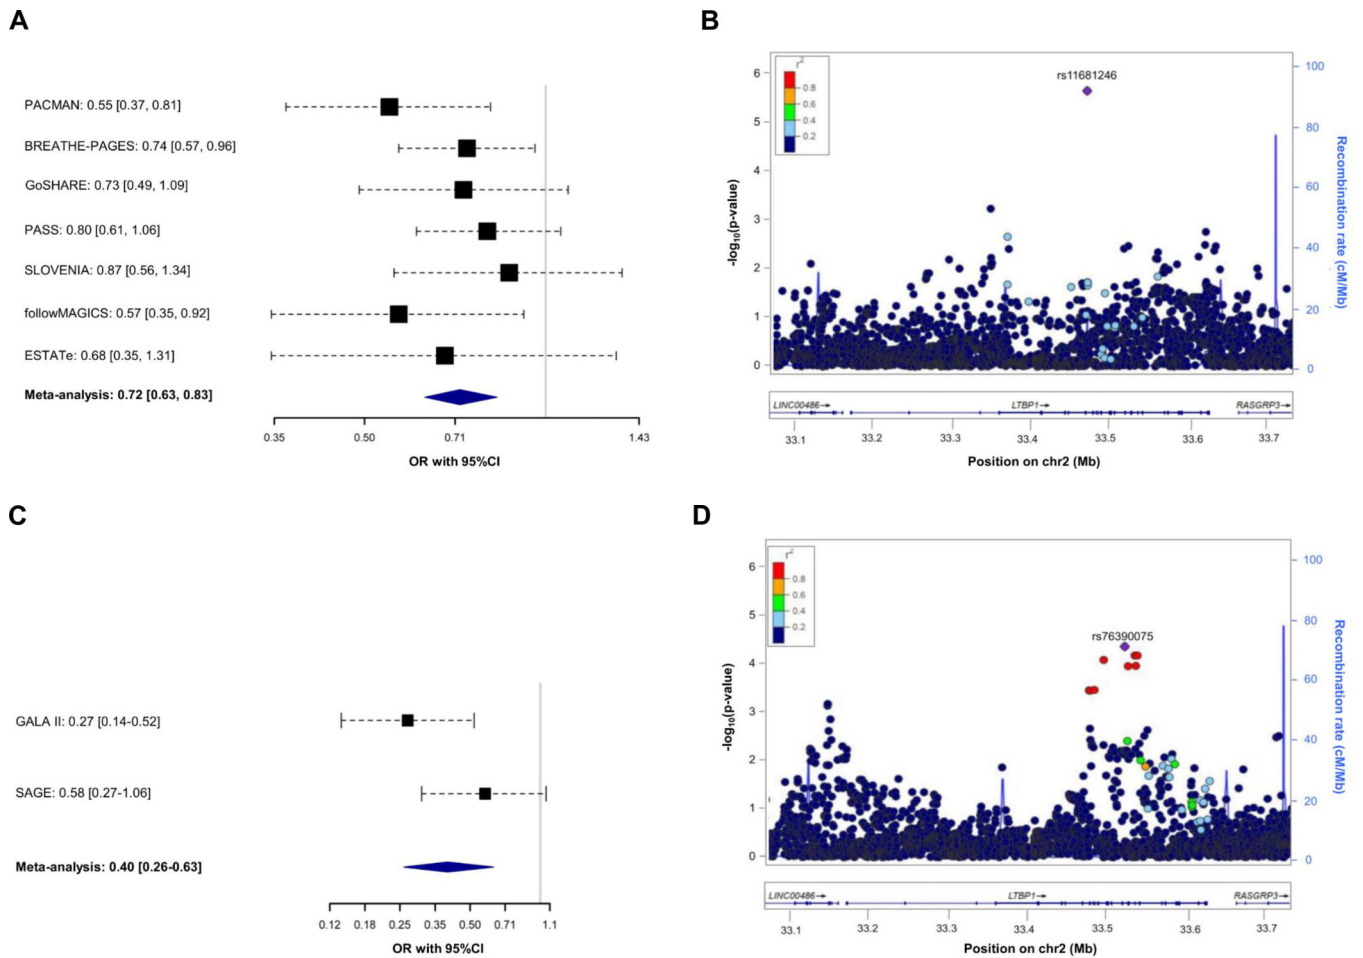 A
PACMAN: 0.55 [0.37, 0.81]
BREATHE-PAGES: 0.74 [0.57, 0.96]
GoSHARE: 0.73 [0.49, 1.09]
PASS: 0.80 [0.61, 1.06]
SLOVENIA: 0.87 [0.56, 1.34]
followMAGICS: 0.57 [0.35, 0.92]
ESTATe: 0.68 [0.35, 1.31]
Meta-analysis: 0.72 [0.63, 0.83]
0.35 0.50 0.71 1.43
OR with 95%CI
B
r²
0.8
0.6
0.4
0.2
rs11681246
6
5
4
3
2
1
0
-log₁₀(p-value)
100
80
60
40
20
0
Recombination rate (cM/Mb)
LINC00486→ LTBP1→ RASGRP3→
33.1 33.2 33.3 33.4 33.5 33.6 33.7
Position on chr2 (Mb)
C
GALA II: 0.27 [0.14-0.52]
SAGE: 0.58 [0.27-1.06]
Meta-analysis: 0.40 [0.26-0.63]
0.12 0.18 0.25 0.35 0.50 0.71 1.1
OR with 95%CI
D
r²
0.8
0.6
0.4
0.2
rs76390075
6
5
4
3
2
1
0
-log₁₀(p-value)
100
80
60
40
20
0
Recombination rate (cM/Mb)
LINC00486→ LTBP1→ RASGRP3→
33.1 33.2 33.3 33.4 33.5 33.6 33.7
Position on chr2 (Mb)